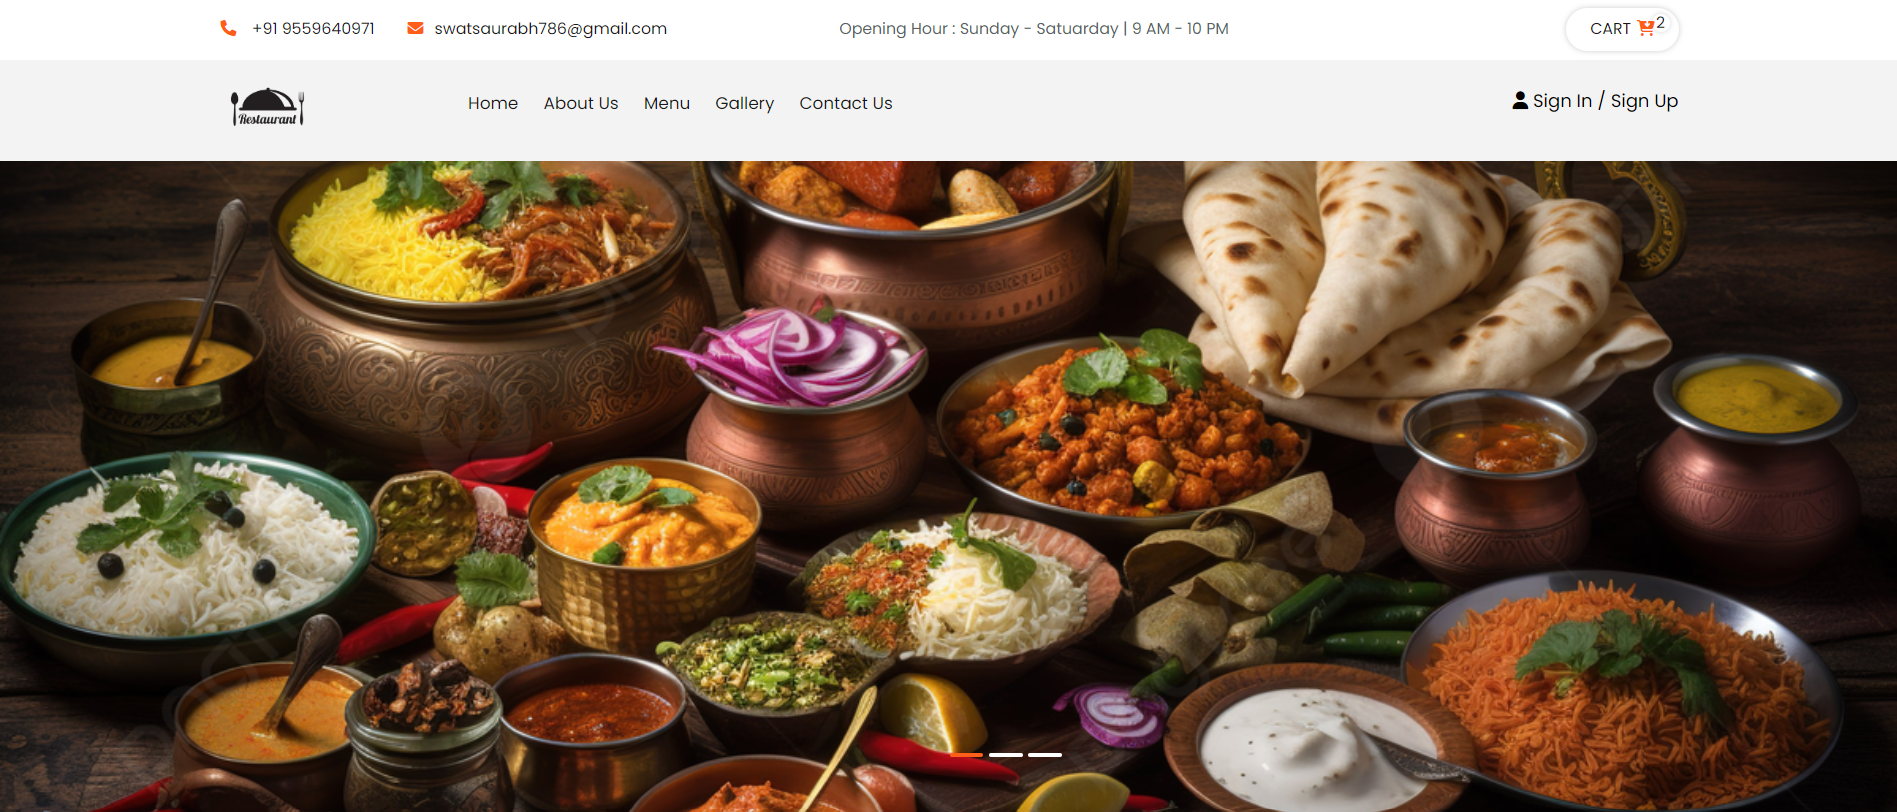 +91 9559640971 swatsaurabh786@gmail.com Opening Hour : Sunday - Satuarday | 9 AM - 10 PM CART 2
Restaurant
Home About Us Menu Gallery Contact Us Sign In / Sign Up